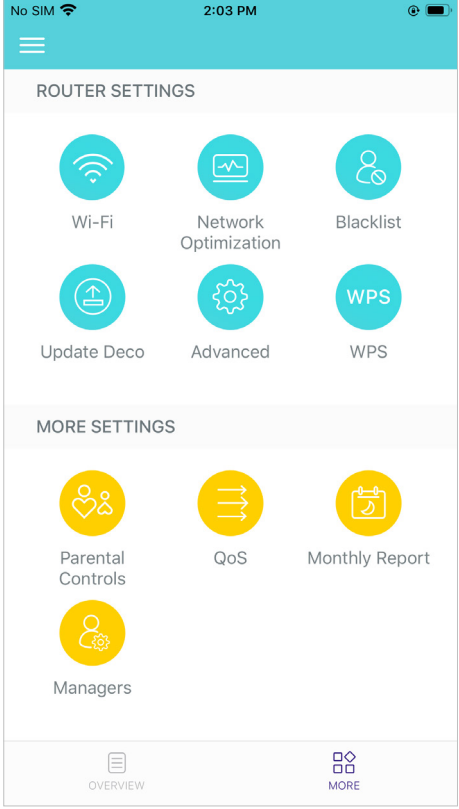 No SIM 2:03 PM
ROUTER SETTINGS
Wi-Fi Network Optimization Blacklist
Update Deco Advanced WPS WPS
MORE SETTINGS
Parental Controls QoS Monthly Report
Managers
OVERVIEW MORE